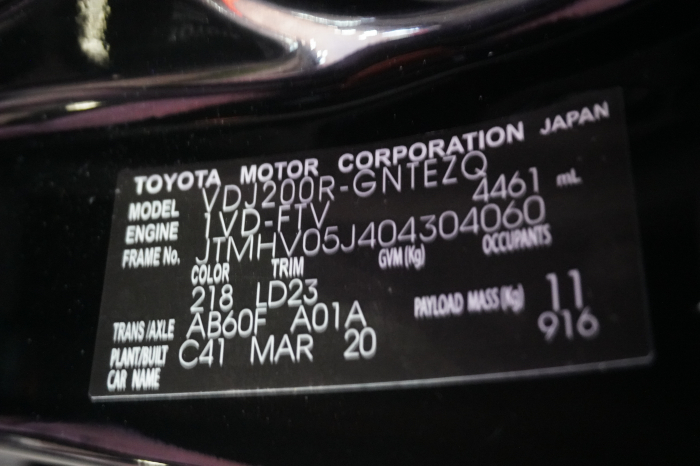 TOYOTA MOTOR CORPORATION JAPAN
MODEL VDJ200R-GNTEZQ
ENGINE 1VD-FTV 4461 mL
FRAME No. JTMHV05J404304060
COLOR TRIM GVM(Kg) OCCUPANTS
218 LD23
TRANS/AXLE AB60F A01A PAYLOAD MASS(Kg) 11
PLANT/BUILT C41 MAR 20 916
CAR NAME